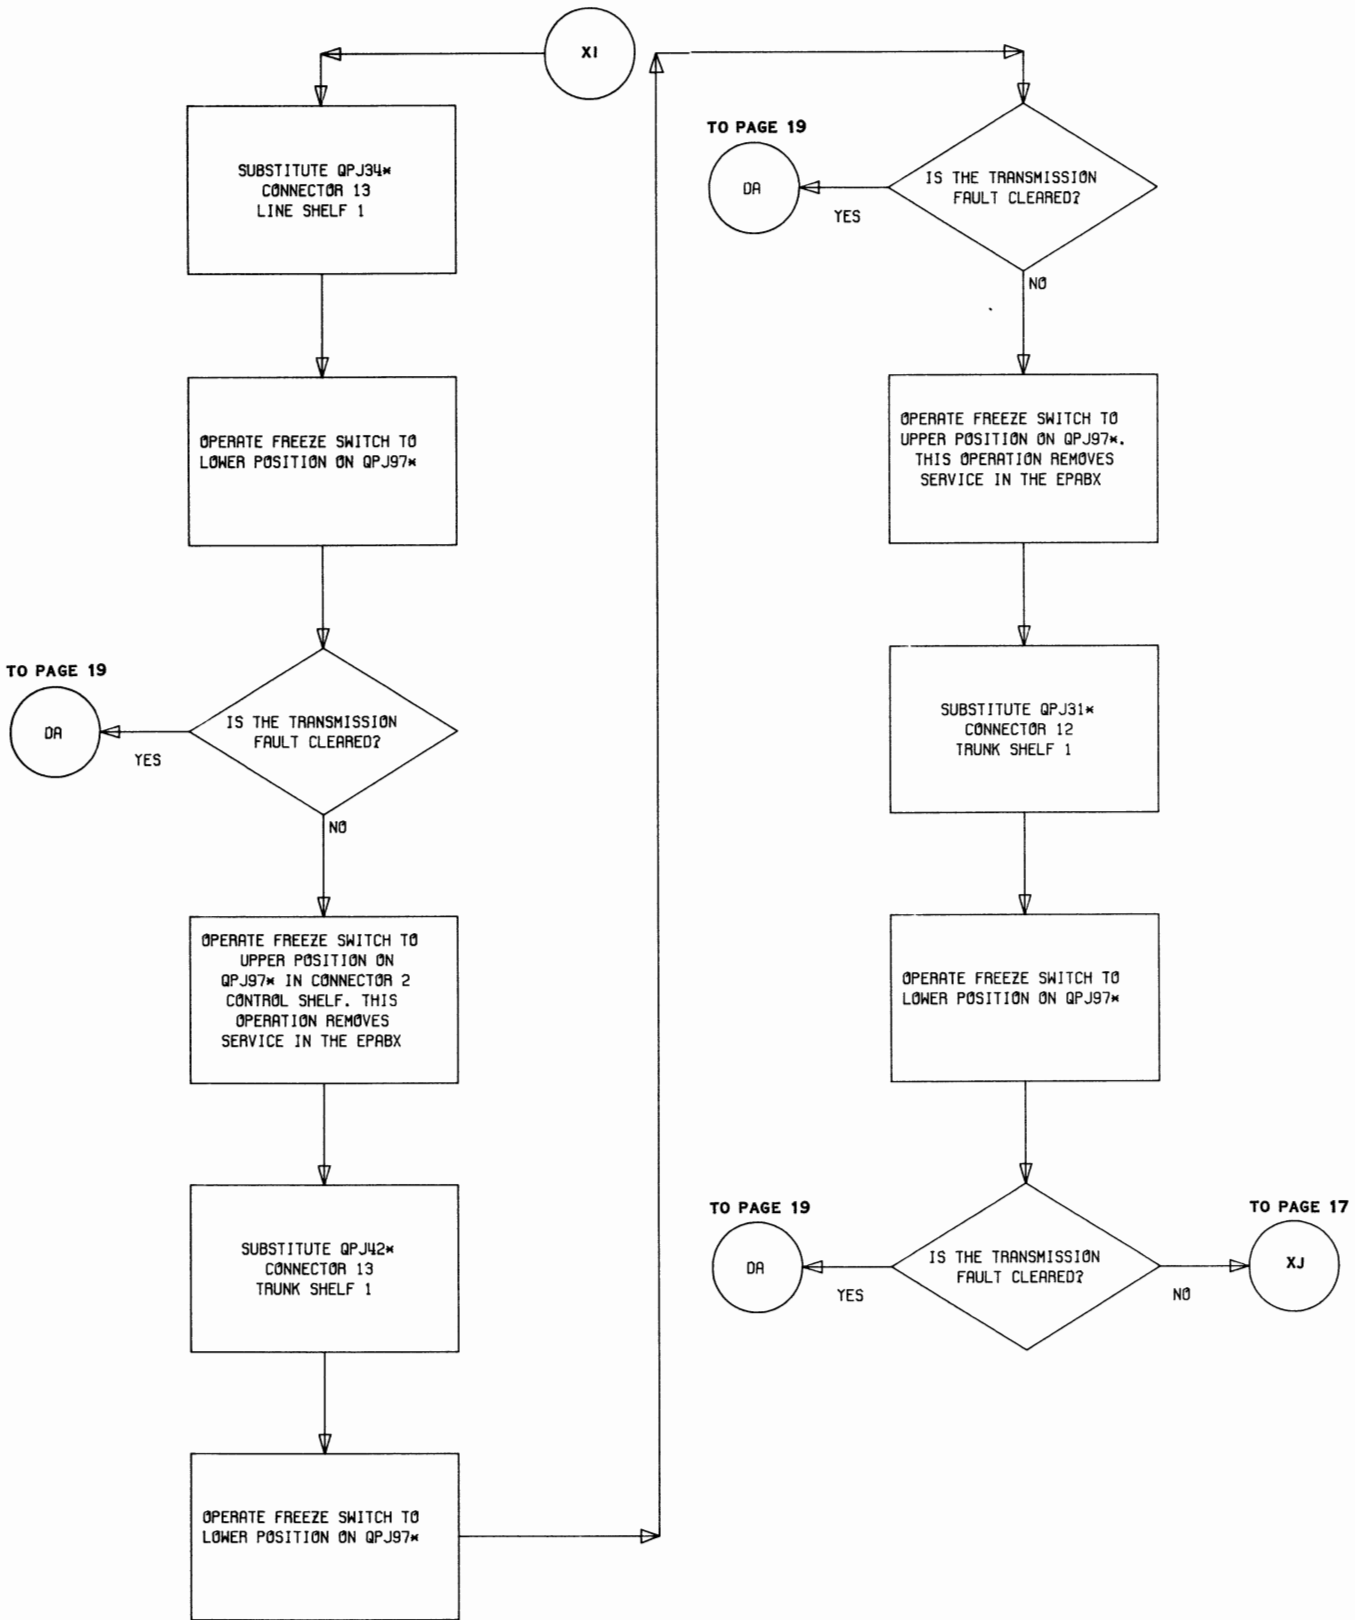 XI
SUBSTITUTE QPJ34*
CONNECTOR 13
LINE SHELF 1
OPERATE FREEZE SWITCH TO
LOWER POSITION ON QPJ97*
TO PAGE 19
DA
YES
IS THE TRANSMISSION
FAULT CLEARED?
NO
OPERATE FREEZE SWITCH TO
UPPER POSITION ON
QPJ97* IN CONNECTOR 2
CONTROL SHELF. THIS
OPERATION REMOVES
SERVICE IN THE EPABX
SUBSTITUTE QPJ42*
CONNECTOR 13
TRUNK SHELF 1
OPERATE FREEZE SWITCH TO
LOWER POSITION ON QPJ97*
TO PAGE 19
DA
YES
IS THE TRANSMISSION
FAULT CLEARED?
NO
OPERATE FREEZE SWITCH TO
UPPER POSITION ON QPJ97*.
THIS OPERATION REMOVES
SERVICE IN THE EPABX
SUBSTITUTE QPJ31*
CONNECTOR 12
TRUNK SHELF 1
OPERATE FREEZE SWITCH TO
LOWER POSITION ON QPJ97*
TO PAGE 19
DA
YES
IS THE TRANSMISSION
FAULT CLEARED?
NO
TO PAGE 17
XJ